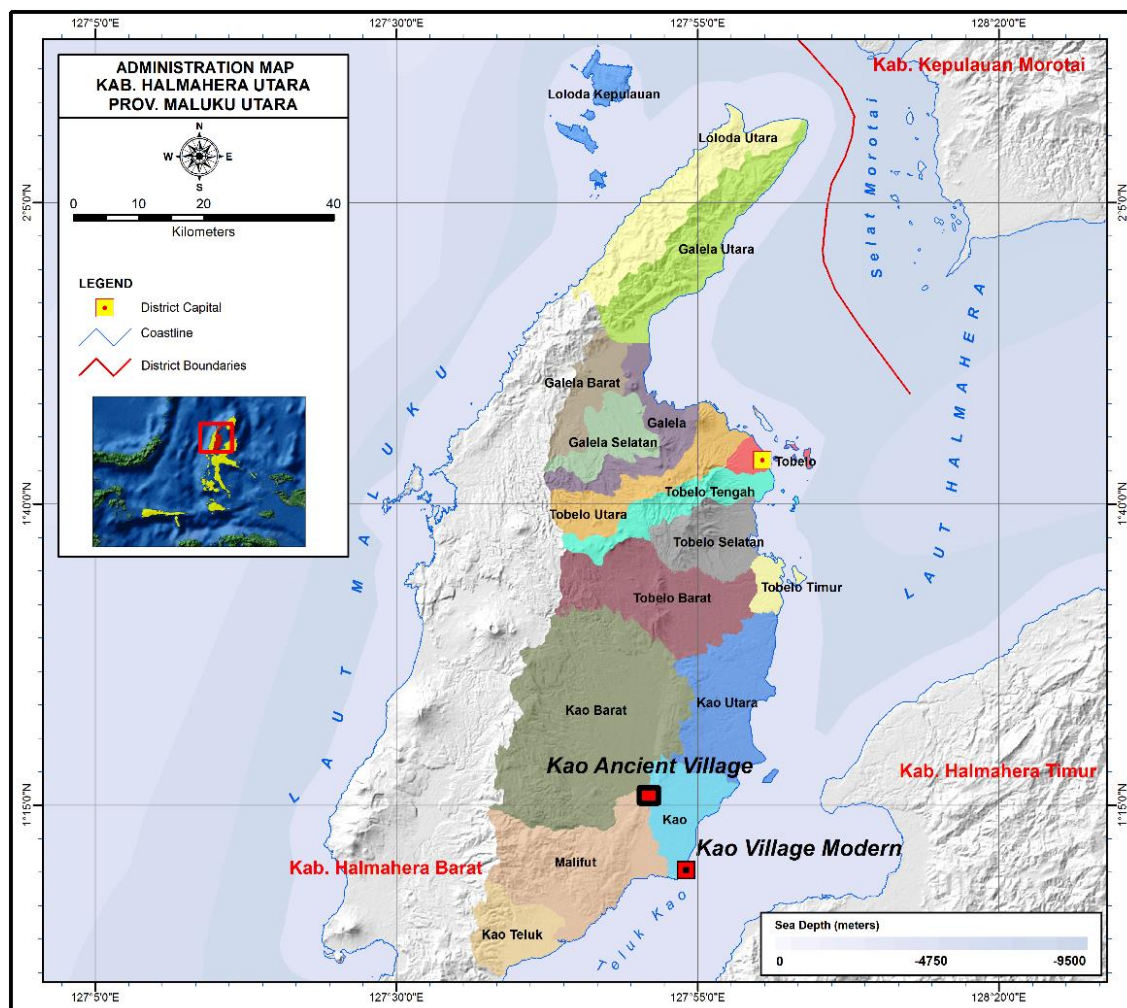 127°5'0"E
127°30'0"E
127°55'0"E
128°20'0"E
ADMINISTRATION MAP
KAB. HALMAHERA UTARA
PROV. MALUKU UTARA
N
W E
S
0 10 20 40
Kilometers
LEGEND
District Capital
Coastline
District Boundaries
Kab. Kepulauan Morotai
Loloda Kepulauan
Loloda Utara
Selat Morotai
2°5'0"N
2°5'0"N
Galela Utara
LAUT HALMAHERA
LAUT MALUKU
Galela Barat
Galela
Galela Selatan
Tobelo
Tobelo Tengah
1°40'0"N
1°40'0"N
Tobelo Utara
Tobelo Selatan
Tobelo Timur
Tobelo Barat
Kao Utara
Kao Barat
Kao Ancient Village
Kab. Halmahera Timur
1°15'0"N
1°15'0"N
Kao
Kao Village Modern
Malifut
Kab. Halmahera Barat
Teluk Kao
Kao Teluk
Sea Depth (meters)
0 -4750 -9500
127°5'0"E
127°30'0"E
127°55'0"E
128°20'0"E